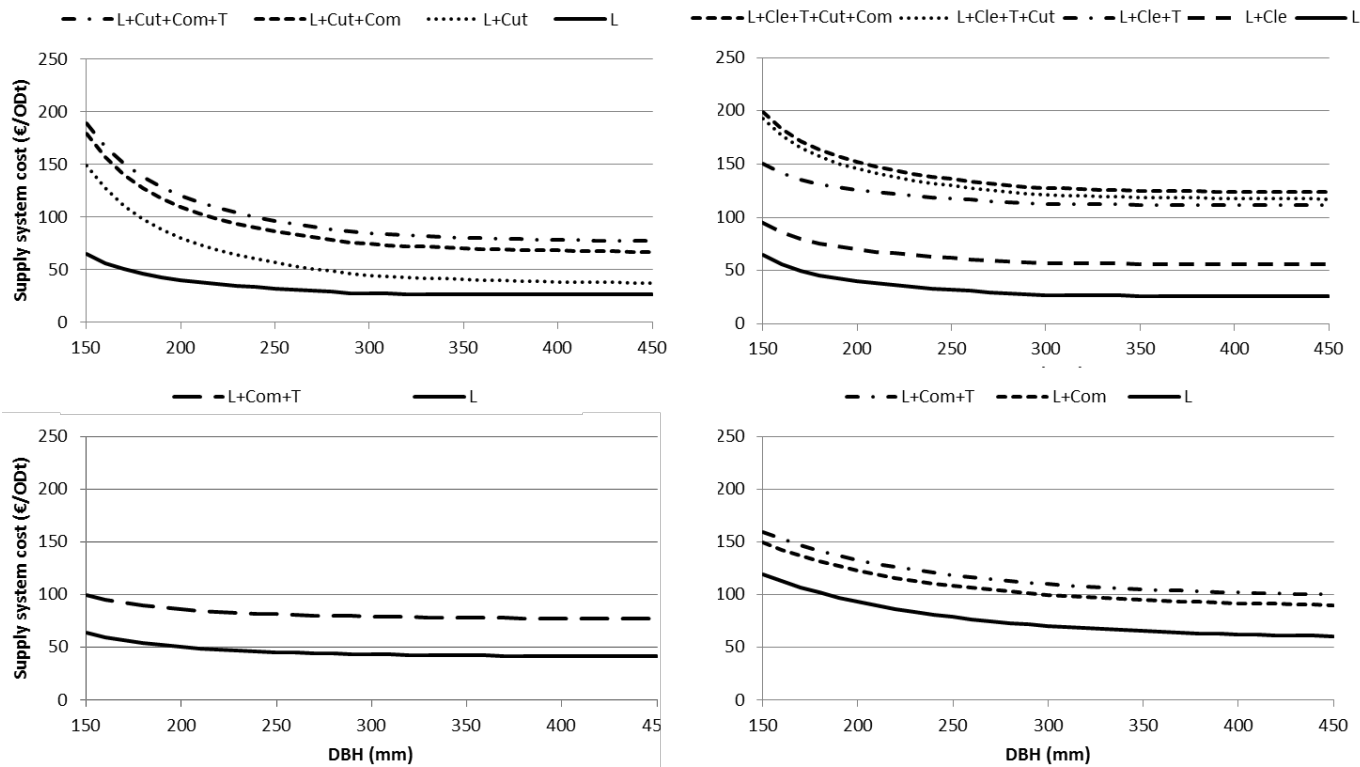 L+Cut+Com+T L+Cut+Com L+Cut L
Supply system cost (€/ODt)
250
200
150
100
50
0
150 200 250 300 350 400 450
L+Cle+T+Cut+Com L+Cle+T+Cut L+Cle+T L+Cle L
250
200
150
100
50
0
150 200 250 300 350 400 450
L+Com+T L
Supply system cost (€/ODt)
250
200
150
100
50
0
150 200 250 300 350 400 45
DBH (mm)
L+Com+T L+Com L
250
200
150
100
50
0
150 200 250 300 350 400 450
DBH (mm)